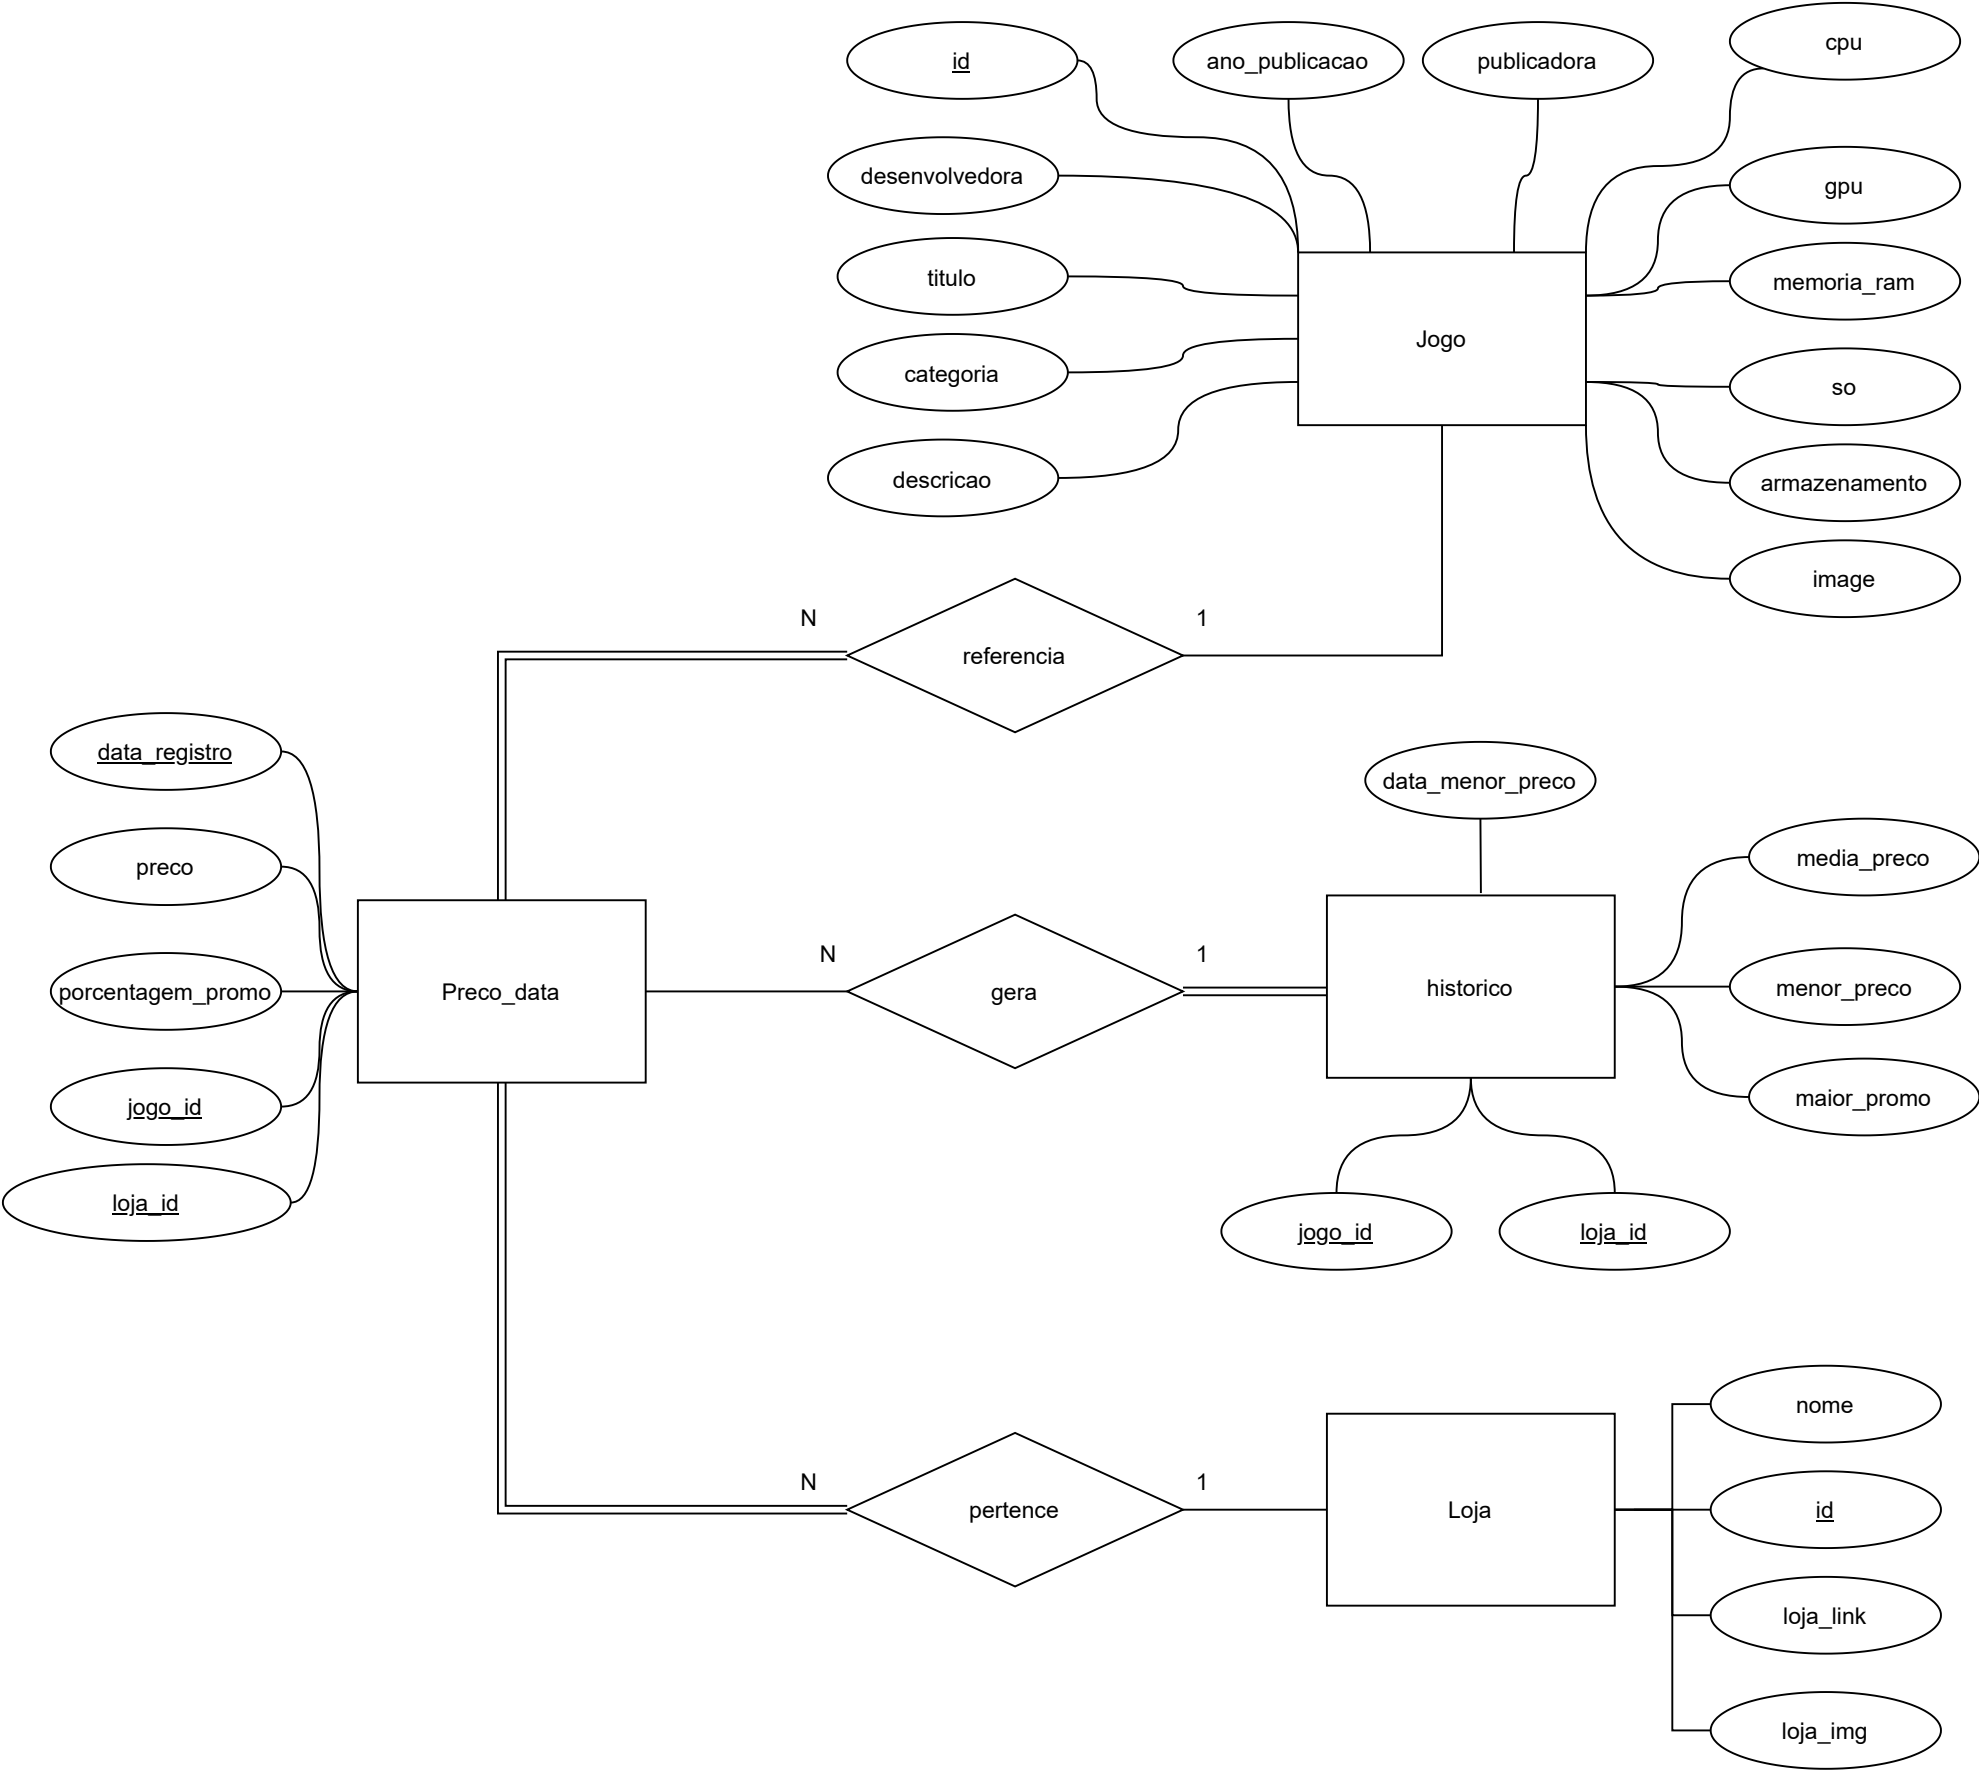 cpu
id
ano_publicacao
publicadora
desenvolvedora
gpu
titulo
memoria_ram
Jogo
categoria
so
descricao
armazenamento
image
N
1
referencia
data_registro
data_menor_preco
preco
media_preco
N
1
porcentagem_promo
Preco_data
gera
historico
menor_preco
jogo_id
maior_promo
loja_id
jogo_id
loja_id
nome
N
1
pertence
Loja
id
loja_link
loja_img